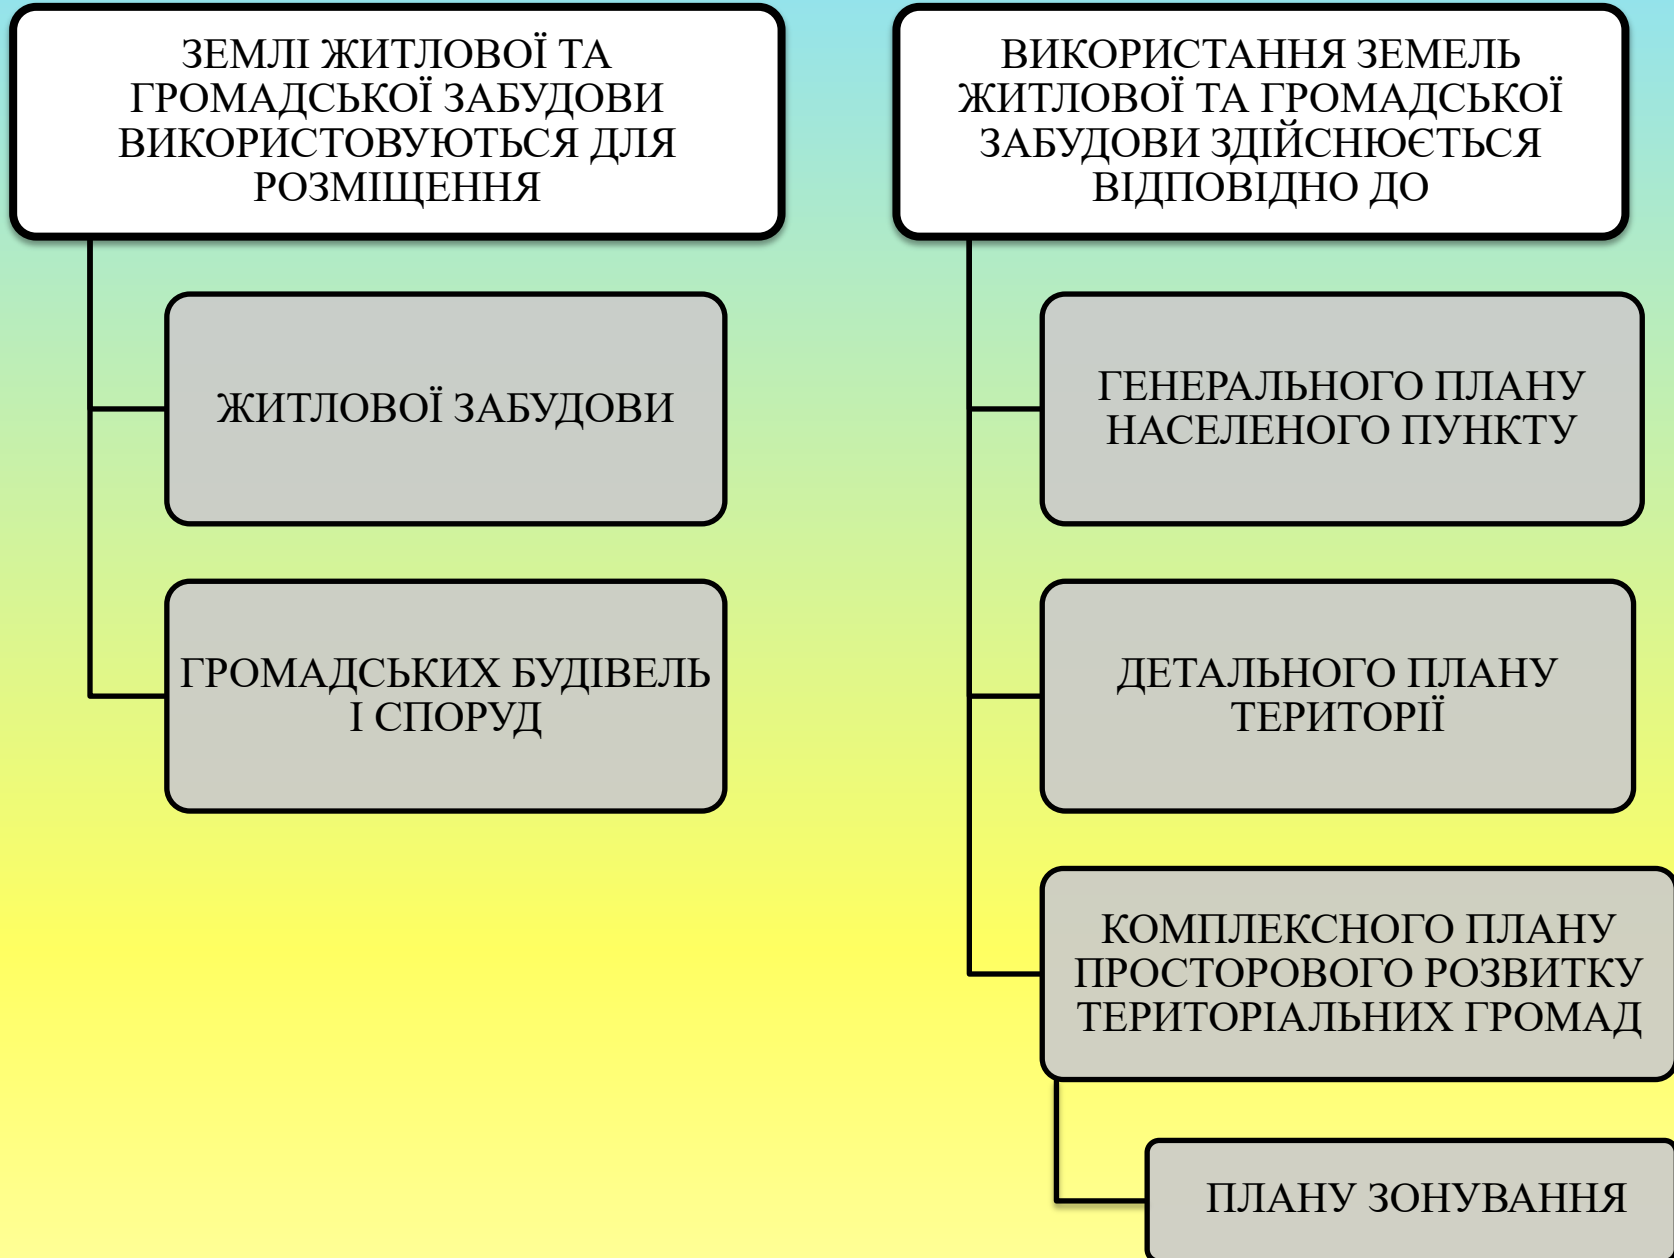 ЗЕМЛІ ЖИТЛОВОЇ ТА
ГРОМАДСЬКОЇ ЗАБУДОВИ
ВИКОРИСТОВУЮТЬСЯ ДЛЯ
РОЗМІЩЕННЯ
ЖИТЛОВОЇ ЗАБУДОВИ
ГРОМАДСЬКИХ БУДІВЕЛЬ
І СПОРУД
ВИКОРИСТАННЯ ЗЕМЕЛЬ
ЖИТЛОВОЇ ТА ГРОМАДСЬКОЇ
ЗАБУДОВИ ЗДІЙСНЮЄТЬСЯ
ВІДПОВІДНО ДО
ГЕНЕРАЛЬНОГО ПЛАНУ
НАСЕЛЕНОГО ПУНКТУ
ДЕТАЛЬНОГО ПЛАНУ
ТЕРИТОРІЇ
КОМПЛЕКСНОГО ПЛАНУ
ПРОСТОРОВОГО РОЗВИТКУ
ТЕРИТОРІАЛЬНИХ ГРОМАД
ПЛАНУ ЗОНУВАННЯ